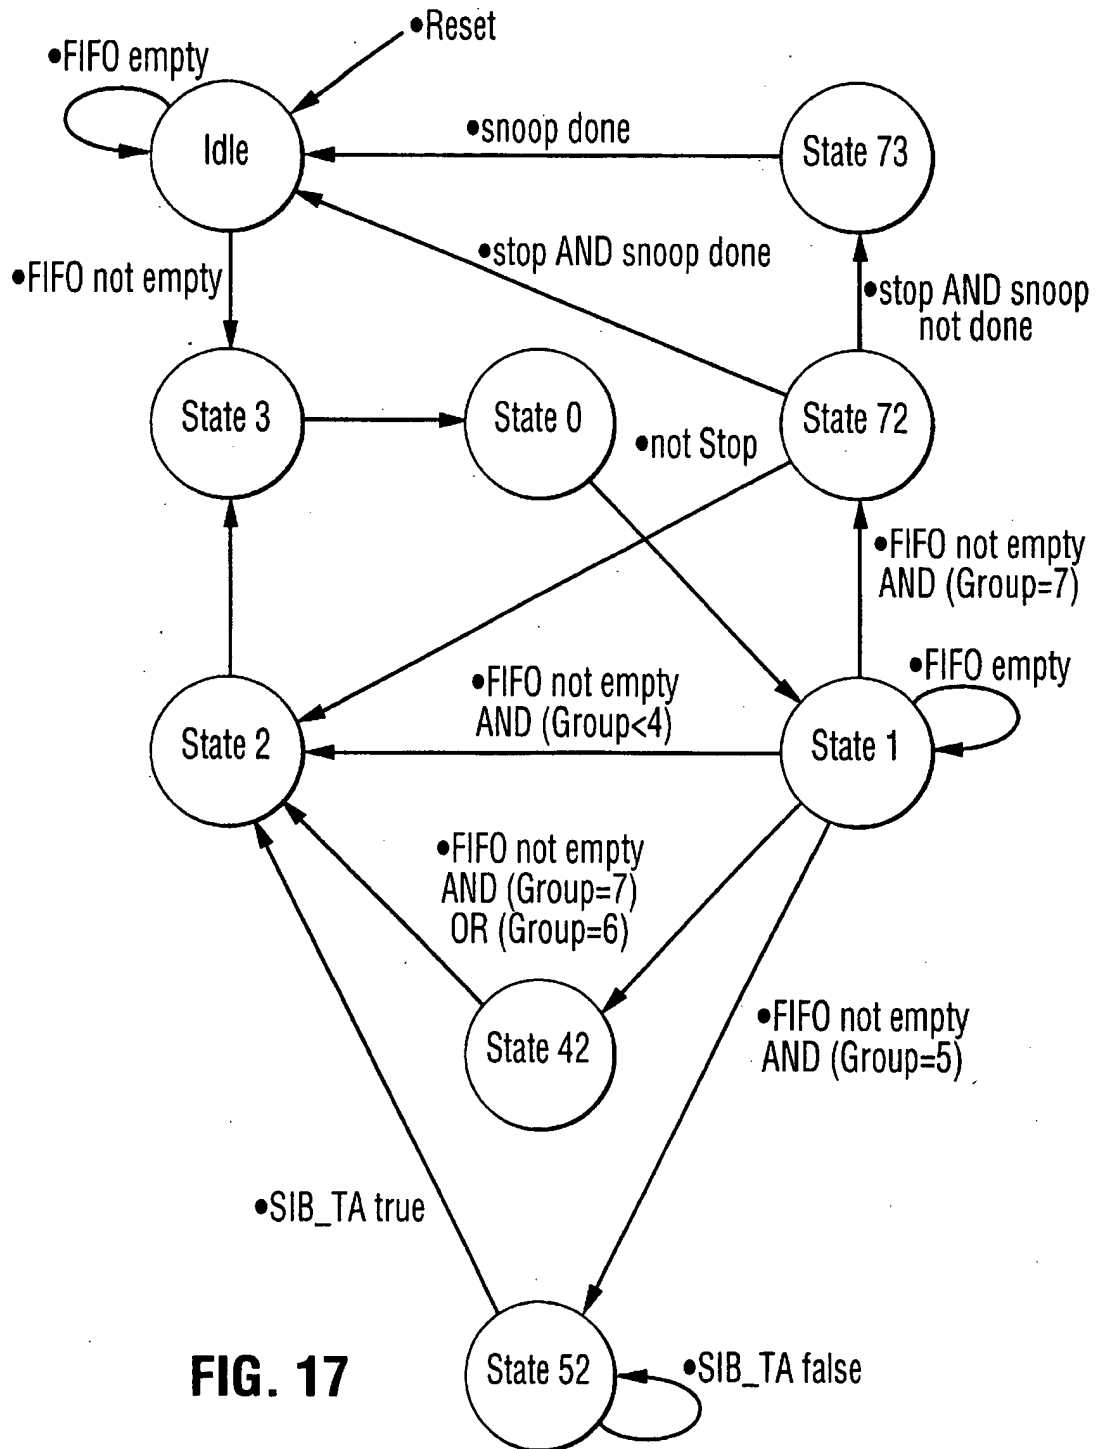 •Reset
•FIFO empty
Idle
•snoop done
State 73
•stop AND snoop done
•FIFO not empty
•stop AND snoop
not done
State 3
State 0
State 72
•not Stop
•FIFO not empty
AND (Group=7)
•FIFO empty
•FIFO not empty
AND (Group<4)
State 2
State 1
•FIFO not empty
AND (Group=7)
OR (Group=6)
•FIFO not empty
AND (Group=5)
State 42
•SIB_TA true
FIG. 17
State 52
•SIB_TA false